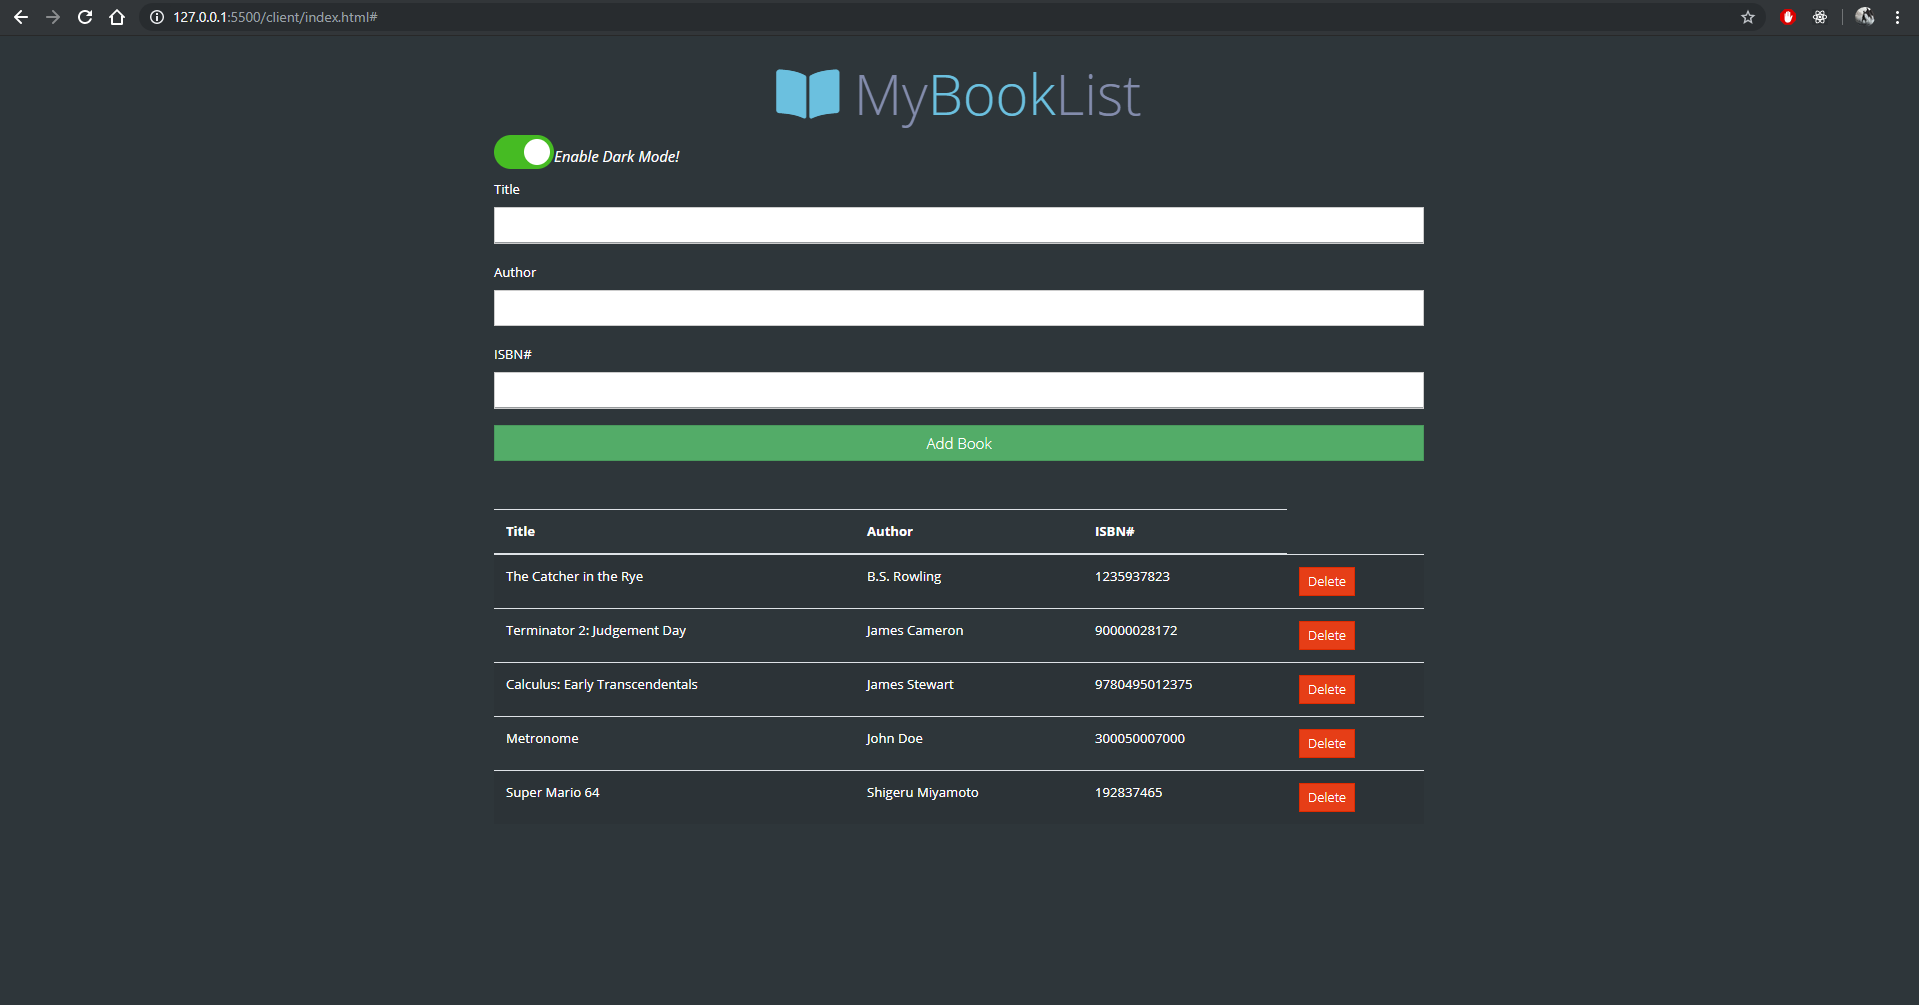 127.0.0.1:5500/client/index.html#
MyBookList
Enable Dark Mode!
Title
Author
ISBN#
Add Book
Title Author ISBN#
The Catcher in the Rye B.S. Rowling 1235937823 Delete
Terminator 2: Judgement Day James Cameron 90000028172 Delete
Calculus: Early Transcendentals James Stewart 9780495012375 Delete
Metronome John Doe 300050007000 Delete
Super Mario 64 Shigeru Miyamoto 192837465 Delete